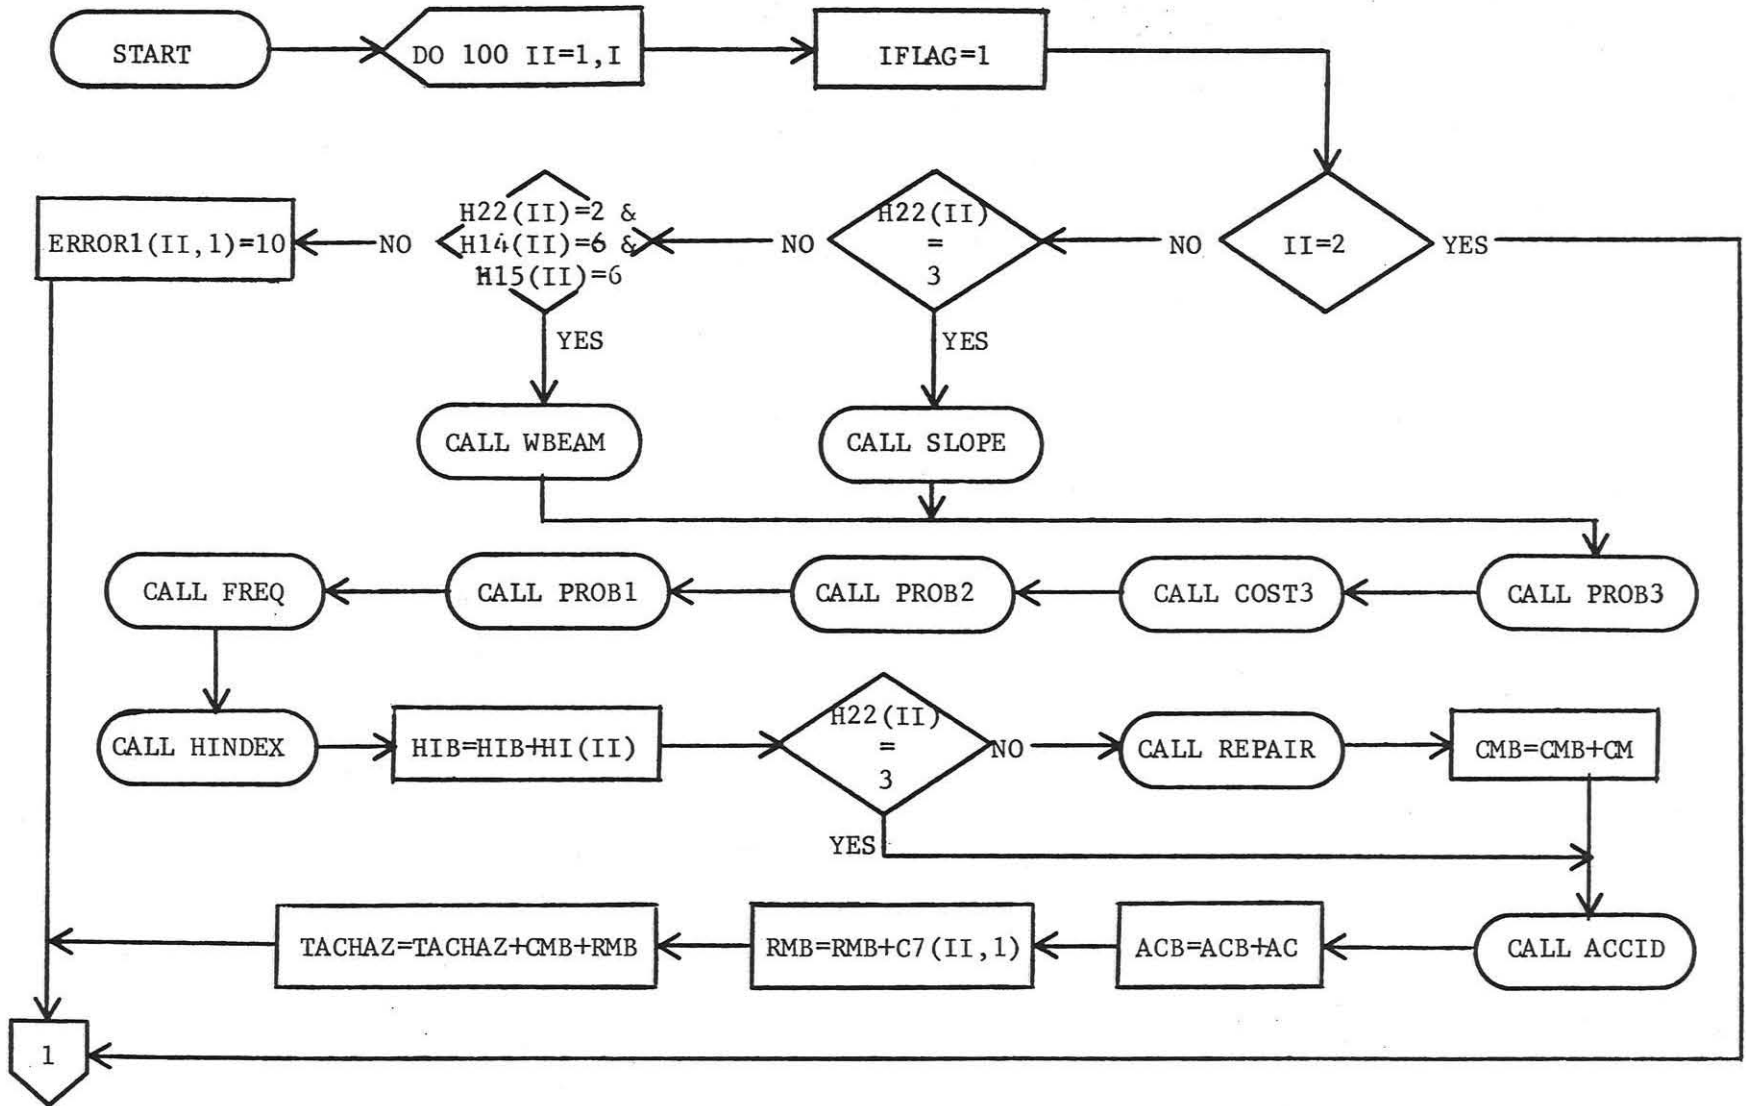 START
DO 100 II=1,I
IFLAG=1
ERROR1(II,1)=10
NO
H22(II)=2 &
H14(II)=6 &
H15(II)=6
NO
H22(II)
=
3
NO
II=2
YES
YES
YES
CALL WBEAM
CALL SLOPE
CALL FREQ
CALL PROB1
CALL PROB2
CALL COST3
CALL PROB3
CALL HINDEX
HIB=HIB+HI(II)
H22(II)
=
3
NO
CALL REPAIR
CMB=CMB+CM
YES
TACHAZ=TACHAZ+CMB+RMB
RMB=RMB+C7(II,1)
ACB=ACB+AC
CALL ACCID
1